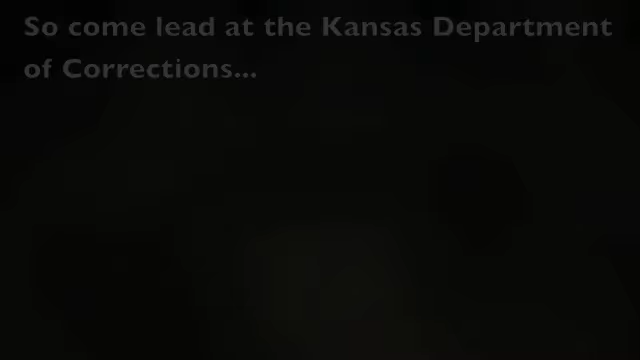 So come lead at the Kansas Department
of Corrections...